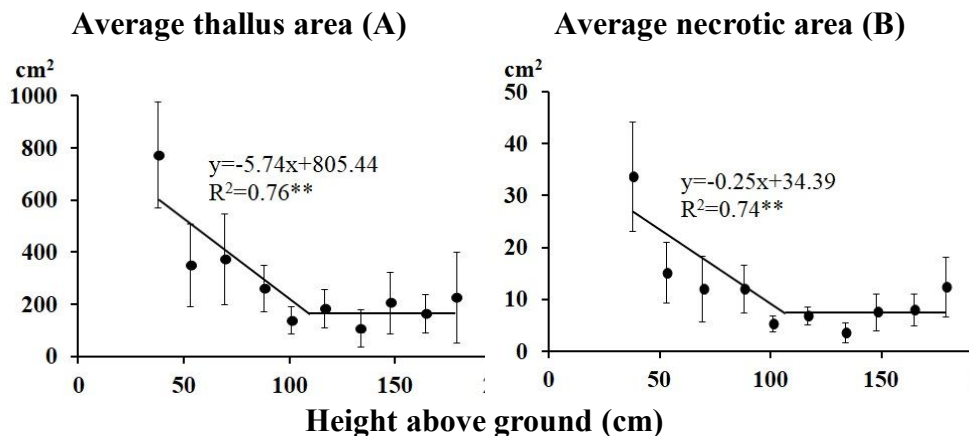 Average thallus area (A)
Average necrotic area (B)
cm²
1000
800
600
400
200
0
y=-5.74x+805.44
R²=0.76**
0
50
100
150
cm²
50
40
30
20
10
0
y=-0.25x+34.39
R²=0.74**
0
50
100
150
Height above ground (cm)